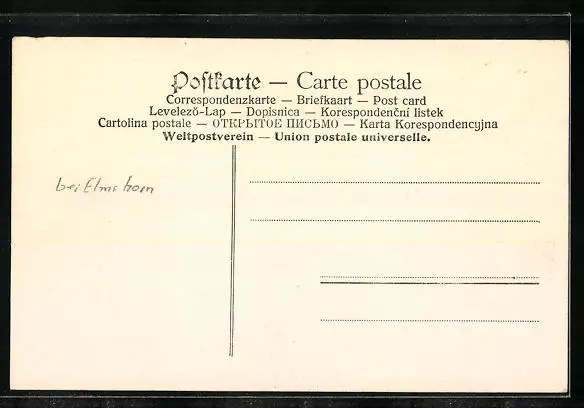 Postkarte — Carte postale
Correspondenzkarte — Briefkaart — Post card
Levelező-Lap — Dopisnica — Korespondenční listek
Cartolina postale — ОТКРЫТОЕ ПИСЬМО — Karta Korespondencyjna
Weltpostverein — Union postale universelle.
bei Elmshorn